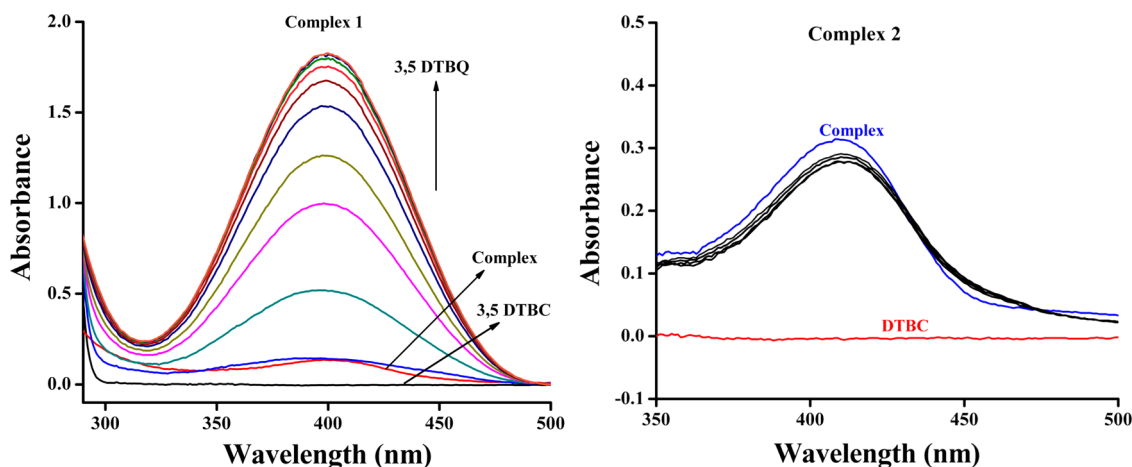 Complex 1
2.0
1.5
1.0
0.5
0.0
Absorbance
3,5 DTBQ
Complex
3,5 DTBC
300
350
400
450
500
Wavelength (nm)
Complex 2
0.5
0.4
0.3
0.2
0.1
0.0
-0.1
Absorbance
Complex
DTBC
350
400
450
500
Wavelength (nm)